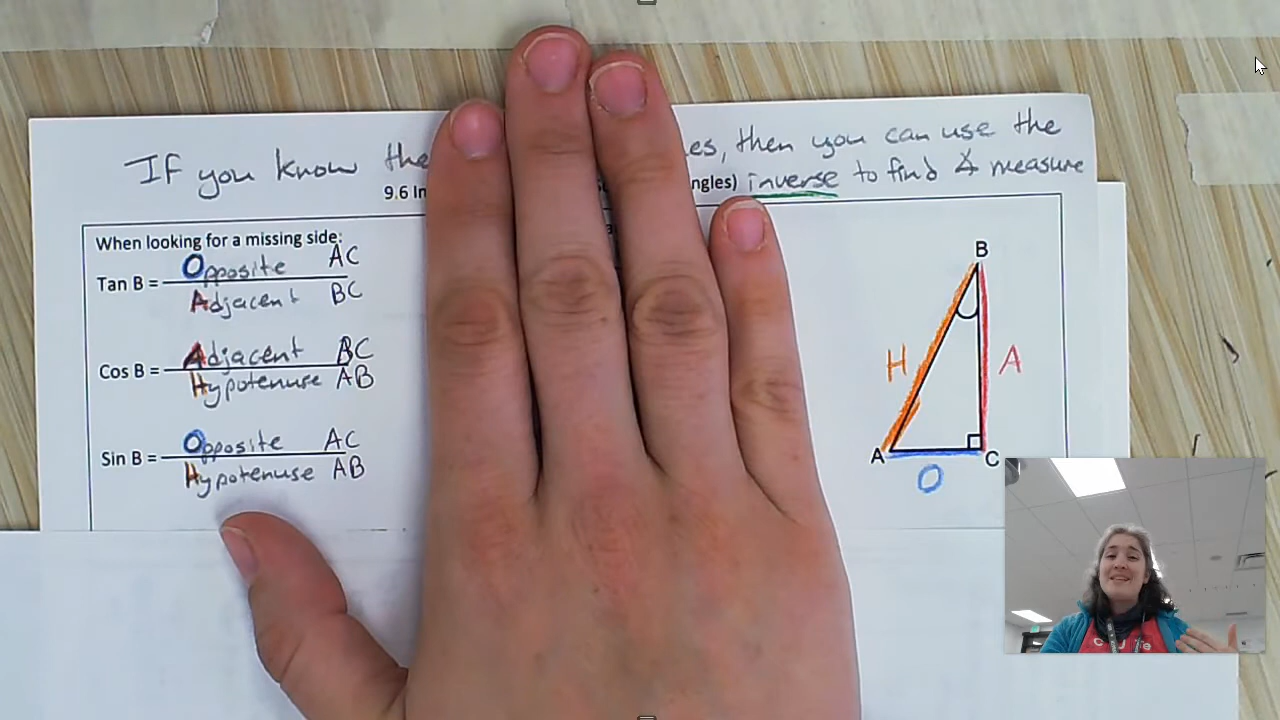 If you know the es, then you can use the
9.6 In ngles) inverse to find ∡ measure
When looking for a missing side:
Tan B = Opposite AC
Adjacent BC
Cos B = Adjacent BC
Hypotenuse AB
Sin B = Opposite AC
Hypotenuse AB
B
H
A
A
C
O